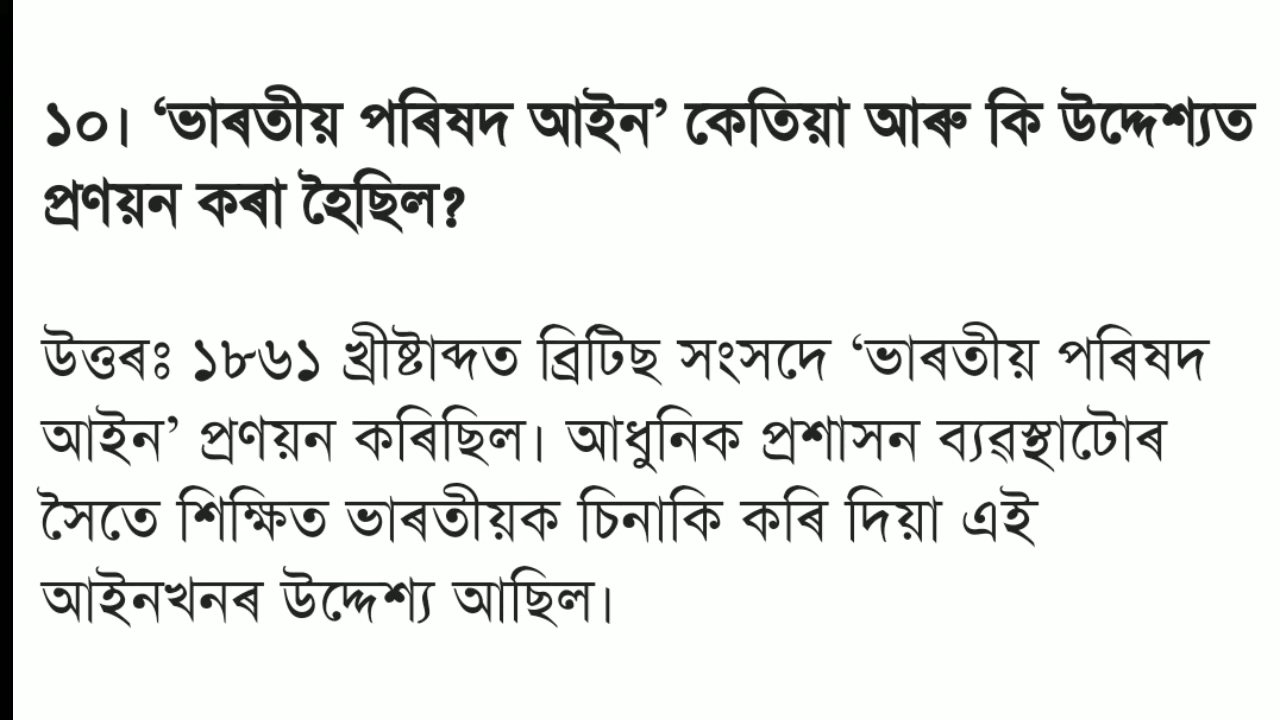 ১০। ‘ভাৰতীয় পৰিষদ আইন’ কেতিয়া আৰু কি উদ্দেশ্যত
প্ৰণয়ন কৰা হৈছিল?
উত্তৰঃ ১৮৬১ খ্ৰীষ্টাব্দত ব্ৰিটিছ সংসদে ‘ভাৰতীয় পৰিষদ
আইন’ প্ৰণয়ন কৰিছিল। আধুনিক প্ৰশাসন ব্যৱস্থাটোৰ
সৈতে শিক্ষিত ভাৰতীয়ক চিনাকি কৰি দিয়া এই
আইনখনৰ উদ্দেশ্য আছিল।